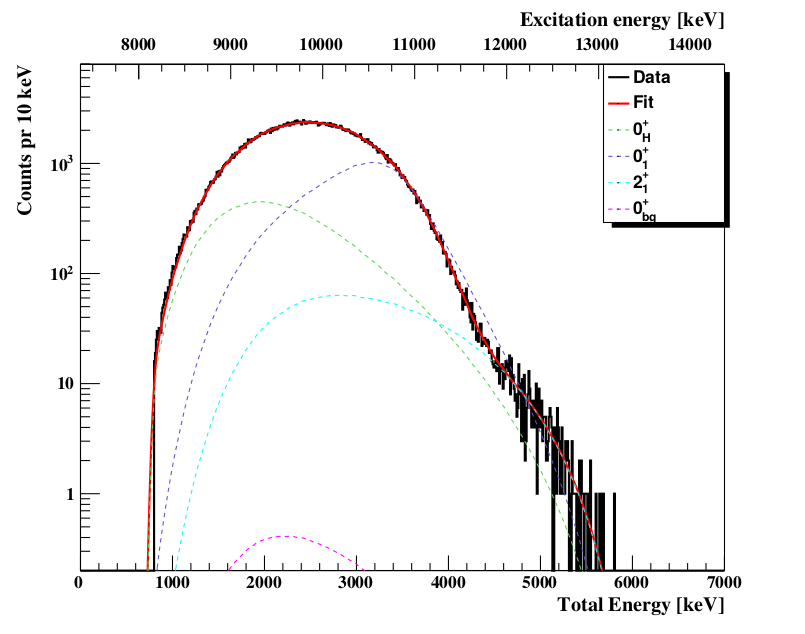 Excitation energy [keV]
8000 9000 10000 11000 12000 13000 14000
Counts pr 10 keV
10³
10²
10
1
Data
Fit
0⁺H
0⁺1
2⁺1
0⁺bg
0 1000 2000 3000 4000 5000 6000 7000
Total Energy [keV]